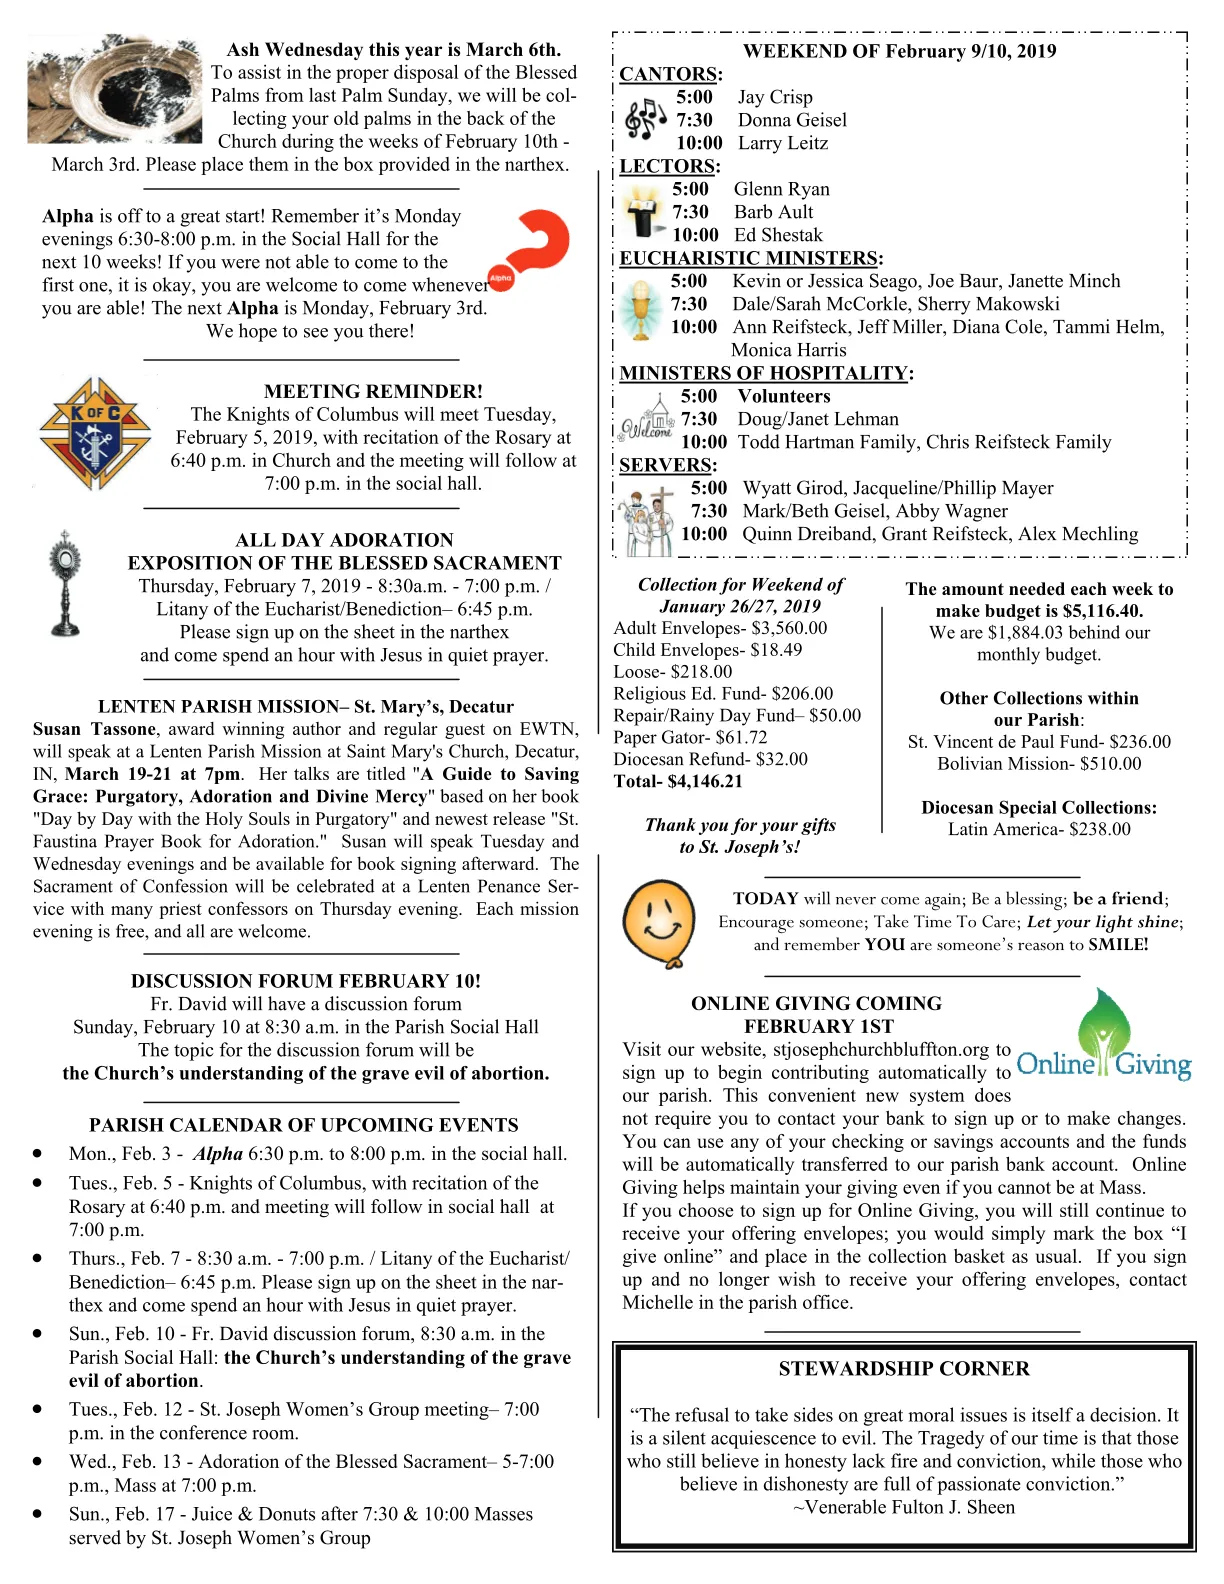 Ash Wednesday this year is March 6th.
To assist in the proper disposal of the Blessed
Palms from last Palm Sunday, we will be col-
lecting your old palms in the back of the
Church during the weeks of February 10th -
March 3rd. Please place them in the box provided in the narthex.
Alpha is off to a great start! Remember it’s Monday
evenings 6:30-8:00 p.m. in the Social Hall for the
next 10 weeks! If you were not able to come to the
first one, it is okay, you are welcome to come whenever
you are able! The next Alpha is Monday, February 3rd.
We hope to see you there!
Alpha
MEETING REMINDER!
The Knights of Columbus will meet Tuesday,
February 5, 2019, with recitation of the Rosary at
6:40 p.m. in Church and the meeting will follow at
7:00 p.m. in the social hall.
K OF C
ALL DAY ADORATION
EXPOSITION OF THE BLESSED SACRAMENT
Thursday, February 7, 2019 - 8:30a.m. - 7:00 p.m. /
Litany of the Eucharist/Benediction– 6:45 p.m.
Please sign up on the sheet in the narthex
and come spend an hour with Jesus in quiet prayer.
LENTEN PARISH MISSION– St. Mary’s, Decatur
Susan Tassone, award winning author and regular guest on EWTN,
will speak at a Lenten Parish Mission at Saint Mary's Church, Decatur,
IN, March 19-21 at 7pm. Her talks are titled "A Guide to Saving
Grace: Purgatory, Adoration and Divine Mercy" based on her book
"Day by Day with the Holy Souls in Purgatory" and newest release "St.
Faustina Prayer Book for Adoration." Susan will speak Tuesday and
Wednesday evenings and be available for book signing afterward. The
Sacrament of Confession will be celebrated at a Lenten Penance Ser-
vice with many priest confessors on Thursday evening. Each mission
evening is free, and all are welcome.
DISCUSSION FORUM FEBRUARY 10!
Fr. David will have a discussion forum
Sunday, February 10 at 8:30 a.m. in the Parish Social Hall
The topic for the discussion forum will be
the Church’s understanding of the grave evil of abortion.
PARISH CALENDAR OF UPCOMING EVENTS
• Mon., Feb. 3 - Alpha 6:30 p.m. to 8:00 p.m. in the social hall.
• Tues., Feb. 5 - Knights of Columbus, with recitation of the
Rosary at 6:40 p.m. and meeting will follow in social hall at
7:00 p.m.
• Thurs., Feb. 7 - 8:30 a.m. - 7:00 p.m. / Litany of the Eucharist/
Benediction– 6:45 p.m. Please sign up on the sheet in the nar-
thex and come spend an hour with Jesus in quiet prayer.
• Sun., Feb. 10 - Fr. David discussion forum, 8:30 a.m. in the
Parish Social Hall: the Church’s understanding of the grave
evil of abortion.
• Tues., Feb. 12 - St. Joseph Women’s Group meeting– 7:00
p.m. in the conference room.
• Wed., Feb. 13 - Adoration of the Blessed Sacrament– 5-7:00
p.m., Mass at 7:00 p.m.
• Sun., Feb. 17 - Juice & Donuts after 7:30 & 10:00 Masses
served by St. Joseph Women’s Group
WEEKEND OF February 9/10, 2019
CANTORS:
5:00 Jay Crisp
7:30 Donna Geisel
10:00 Larry Leitz
LECTORS:
5:00 Glenn Ryan
7:30 Barb Ault
10:00 Ed Shestak
EUCHARISTIC MINISTERS:
5:00 Kevin or Jessica Seago, Joe Baur, Janette Minch
7:30 Dale/Sarah McCorkle, Sherry Makowski
10:00 Ann Reifsteck, Jeff Miller, Diana Cole, Tammi Helm,
Monica Harris
MINISTERS OF HOSPITALITY:
5:00 Volunteers
7:30 Doug/Janet Lehman
10:00 Todd Hartman Family, Chris Reifsteck Family
Welcome
SERVERS:
5:00 Wyatt Girod, Jacqueline/Phillip Mayer
7:30 Mark/Beth Geisel, Abby Wagner
10:00 Quinn Dreiband, Grant Reifsteck, Alex Mechling
Collection for Weekend of
January 26/27, 2019
Adult Envelopes- $3,560.00
Child Envelopes- $18.49
Loose- $218.00
Religious Ed. Fund- $206.00
Repair/Rainy Day Fund– $50.00
Paper Gator- $61.72
Diocesan Refund- $32.00
Total- $4,146.21
Thank you for your gifts
to St. Joseph’s!
The amount needed each week to
make budget is $5,116.40.
We are $1,884.03 behind our
monthly budget.
Other Collections within
our Parish:
St. Vincent de Paul Fund- $236.00
Bolivian Mission- $510.00
Diocesan Special Collections:
Latin America- $238.00
TODAY will never come again; Be a blessing; be a friend;
Encourage someone; Take Time To Care; Let your light shine;
and remember YOU are someone’s reason to SMILE!
ONLINE GIVING COMING
FEBRUARY 1ST
Online Giving
Visit our website, stjosephchurchbluffton.org to
sign up to begin contributing automatically to
our parish. This convenient new system does
not require you to contact your bank to sign up or to make changes.
You can use any of your checking or savings accounts and the funds
will be automatically transferred to our parish bank account. Online
Giving helps maintain your giving even if you cannot be at Mass.
If you choose to sign up for Online Giving, you will still continue to
receive your offering envelopes; you would simply mark the box “I
give online” and place in the collection basket as usual. If you sign
up and no longer wish to receive your offering envelopes, contact
Michelle in the parish office.
STEWARDSHIP CORNER
“The refusal to take sides on great moral issues is itself a decision. It
is a silent acquiescence to evil. The Tragedy of our time is that those
who still believe in honesty lack fire and conviction, while those who
believe in dishonesty are full of passionate conviction.”
~Venerable Fulton J. Sheen